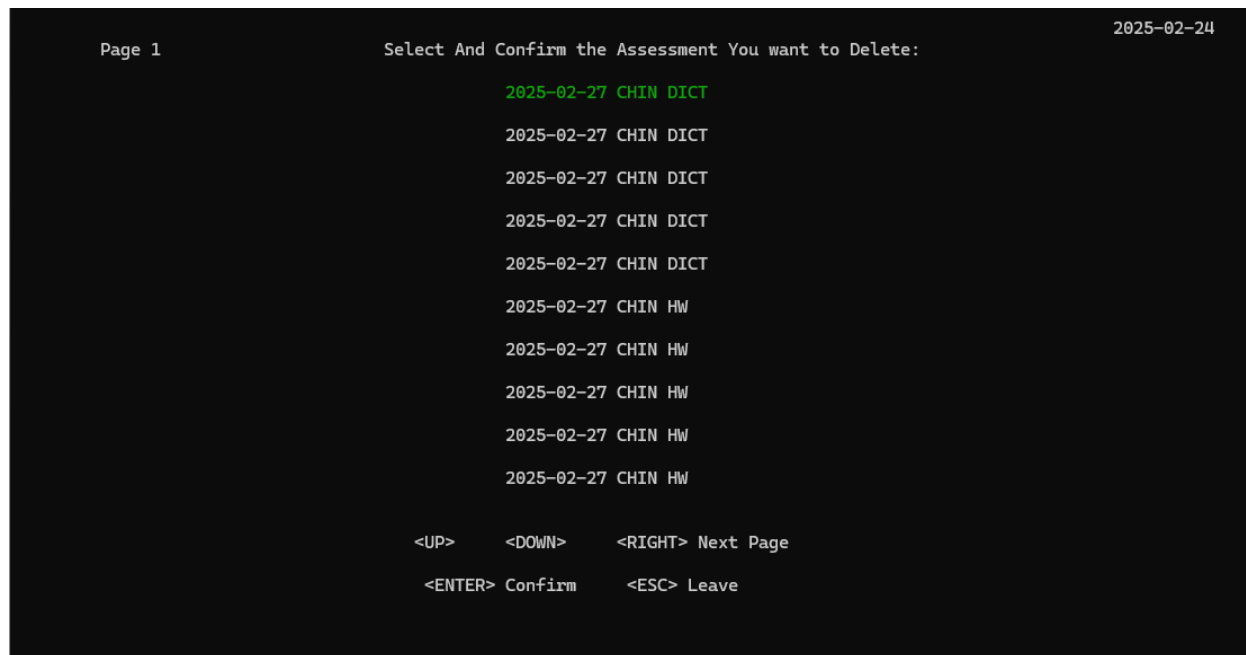 2025-02-24
Page 1 Select And Confirm the Assessment You want to Delete:
2025-02-27 CHIN DICT
2025-02-27 CHIN DICT
2025-02-27 CHIN DICT
2025-02-27 CHIN DICT
2025-02-27 CHIN DICT
2025-02-27 CHIN HW
2025-02-27 CHIN HW
2025-02-27 CHIN HW
2025-02-27 CHIN HW
2025-02-27 CHIN HW
<UP> <DOWN> <RIGHT> Next Page
<ENTER> Confirm <ESC> Leave